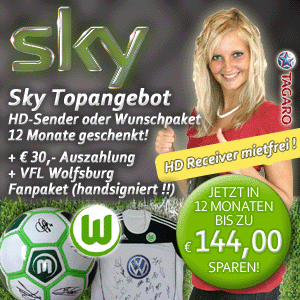 sky
TAGARO
Sky Topangebot
HD-Sender oder Wunschpaket
12 Monate geschenkt!
+ € 30,- Auszahlung
+ VFL Wolfsburg
Fanpaket (handsigniert !!)
HD Receiver mietfrei !
JETZT IN
12 MONATEN
BIS ZU
€ 144,00
SPAREN!
W